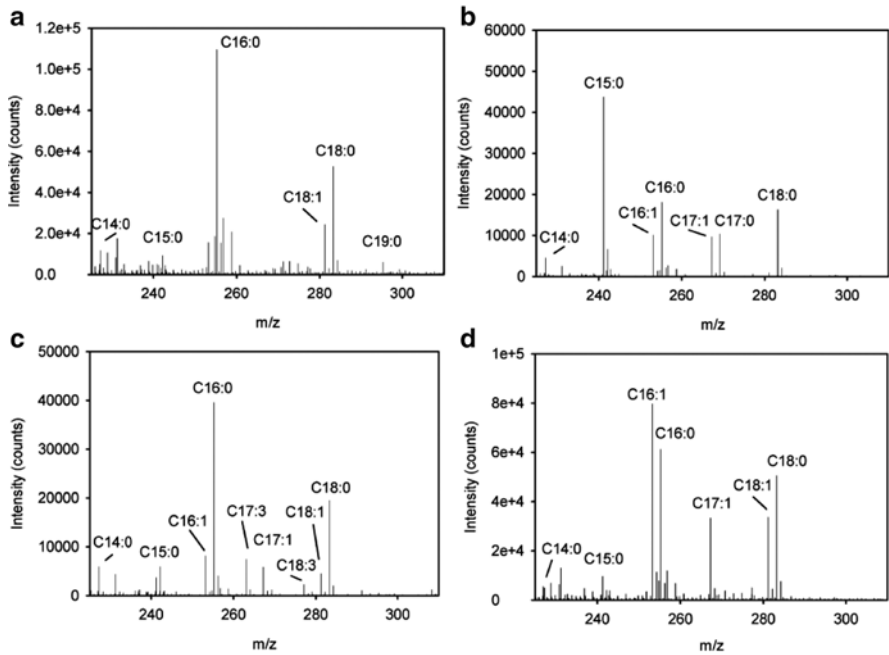 a
1.2e+5
1.0e+5
8.0e+4
6.0e+4
4.0e+4
2.0e+4
0.0
Intensity (counts)
C16:0
C18:0
C18:1
C14:0
C15:0
C19:0
240 260 280 300
m/z
b
60000
50000
40000
30000
20000
10000
0
Intensity (counts)
C15:0
C16:0
C16:1
C17:1 C17:0
C18:0
C14:0
240 260 280 300
m/z
c
50000
40000
30000
20000
10000
0
Intensity (counts)
C16:0
C18:0
C17:3
C18:1
C16:1
C17:1
C14:0
C15:0
C18:3
240 260 280 300
m/z
d
1e+5
8e+4
6e+4
4e+4
2e+4
0
Intensity (counts)
C16:1
C16:0
C18:0
C18:1
C17:1
C14:0
C15:0
240 260 280 300
m/z